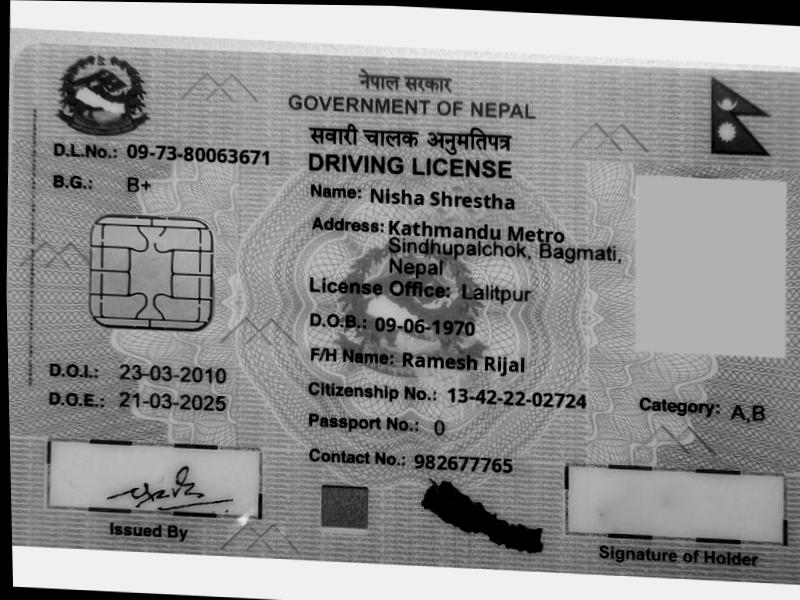 नेपाल सरकार
GOVERNMENT OF NEPAL
सवारी चालक अनुमतिपत्र
DRIVING LICENSE
D.L.No.: 09-73-80063671
B.G.: B+
Name: Nisha Shrestha
Address: Kathmandu Metro
Sindhupalchok, Bagmati,
Nepal
License Office: Lalitpur
D.O.B.: 09-06-1970
F/H Name: Ramesh Rijal
D.O.I.: 23-03-2010
D.O.E.: 21-03-2025
Citizenship No.: 13-42-22-02724
Category: A,B
Passport No.: 0
Contact No.: 982677765
Issued By
Signature of Holder